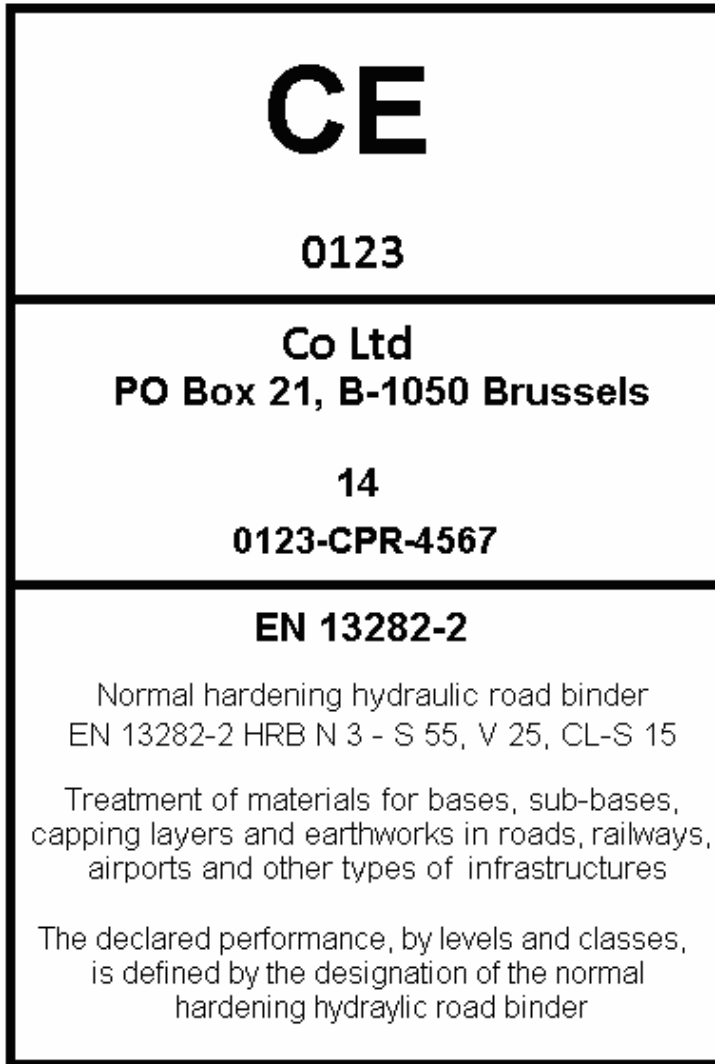 CE
0123
Co Ltd
PO Box 21, B-1050 Brussels
14
0123-CPR-4567
EN 13282-2
Normal hardening hydraulic road binder
EN 13282-2 HRB N 3 - S 55, V 25, CL-S 15
Treatment of materials for bases, sub-bases,
capping layers and earthworks in roads, railways,
airports and other types of infrastructures
The declared performance, by levels and classes,
is defined by the designation of the normal
hardening hydraylic road binder